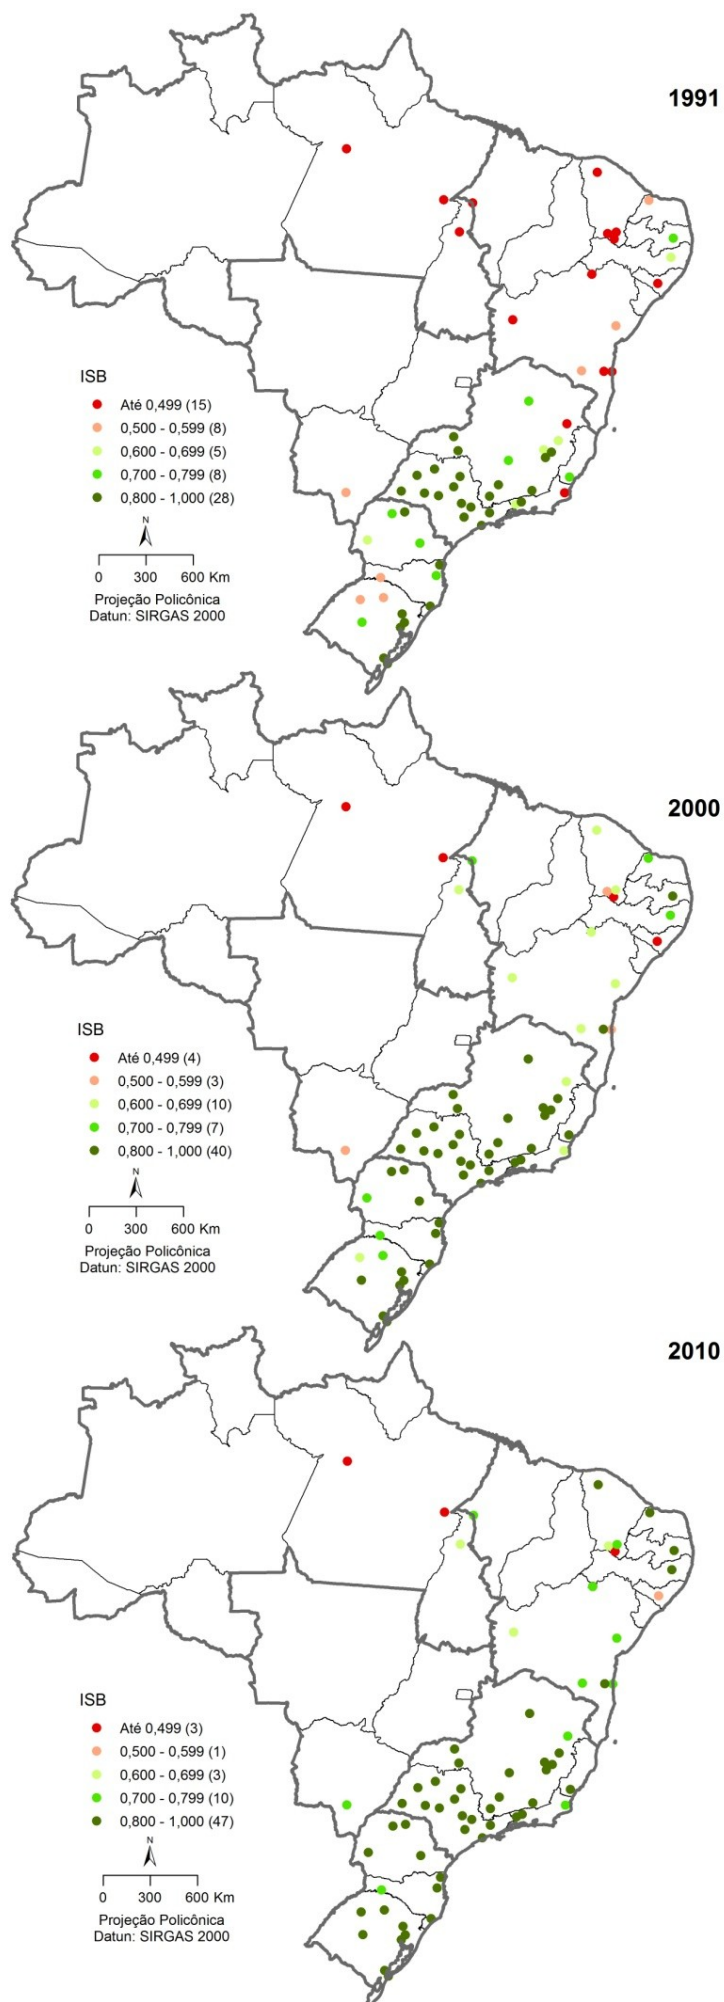 1991
ISB
Até 0,499 (15)
0,500 - 0,599 (8)
0,600 - 0,699 (5)
0,700 - 0,799 (8)
0,800 - 1,000 (28)
N
0 300 600 Km
Projeção Policônica
Datun: SIRGAS 2000
2000
ISB
Até 0,499 (4)
0,500 - 0,599 (3)
0,600 - 0,699 (10)
0,700 - 0,799 (7)
0,800 - 1,000 (40)
N
0 300 600 Km
Projeção Policônica
Datun: SIRGAS 2000
2010
ISB
Até 0,499 (3)
0,500 - 0,599 (1)
0,600 - 0,699 (3)
0,700 - 0,799 (10)
0,800 - 1,000 (47)
N
0 300 600 Km
Projeção Policônica
Datun: SIRGAS 2000